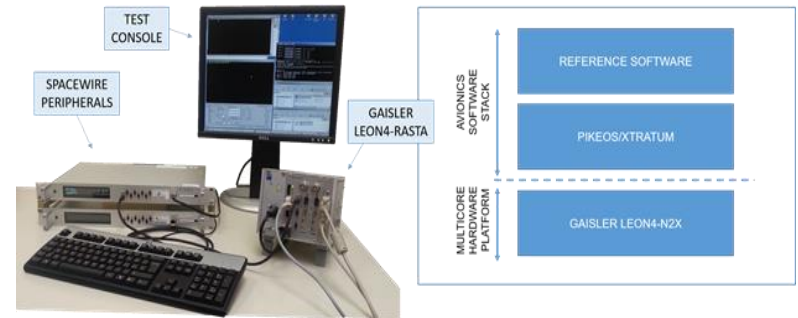 TEST
CONSOLE
SPACEWIRE
PERIPHERALS
GAISLER
LEON4-RASTA
DELL
AVIONICS
SOFTWARE
STACK
REFERENCE SOFTWARE
PIKEOS/XTRATUM
MULTICORE
HARDWARE
PLATFORM
GAISLER LEON4-N2X